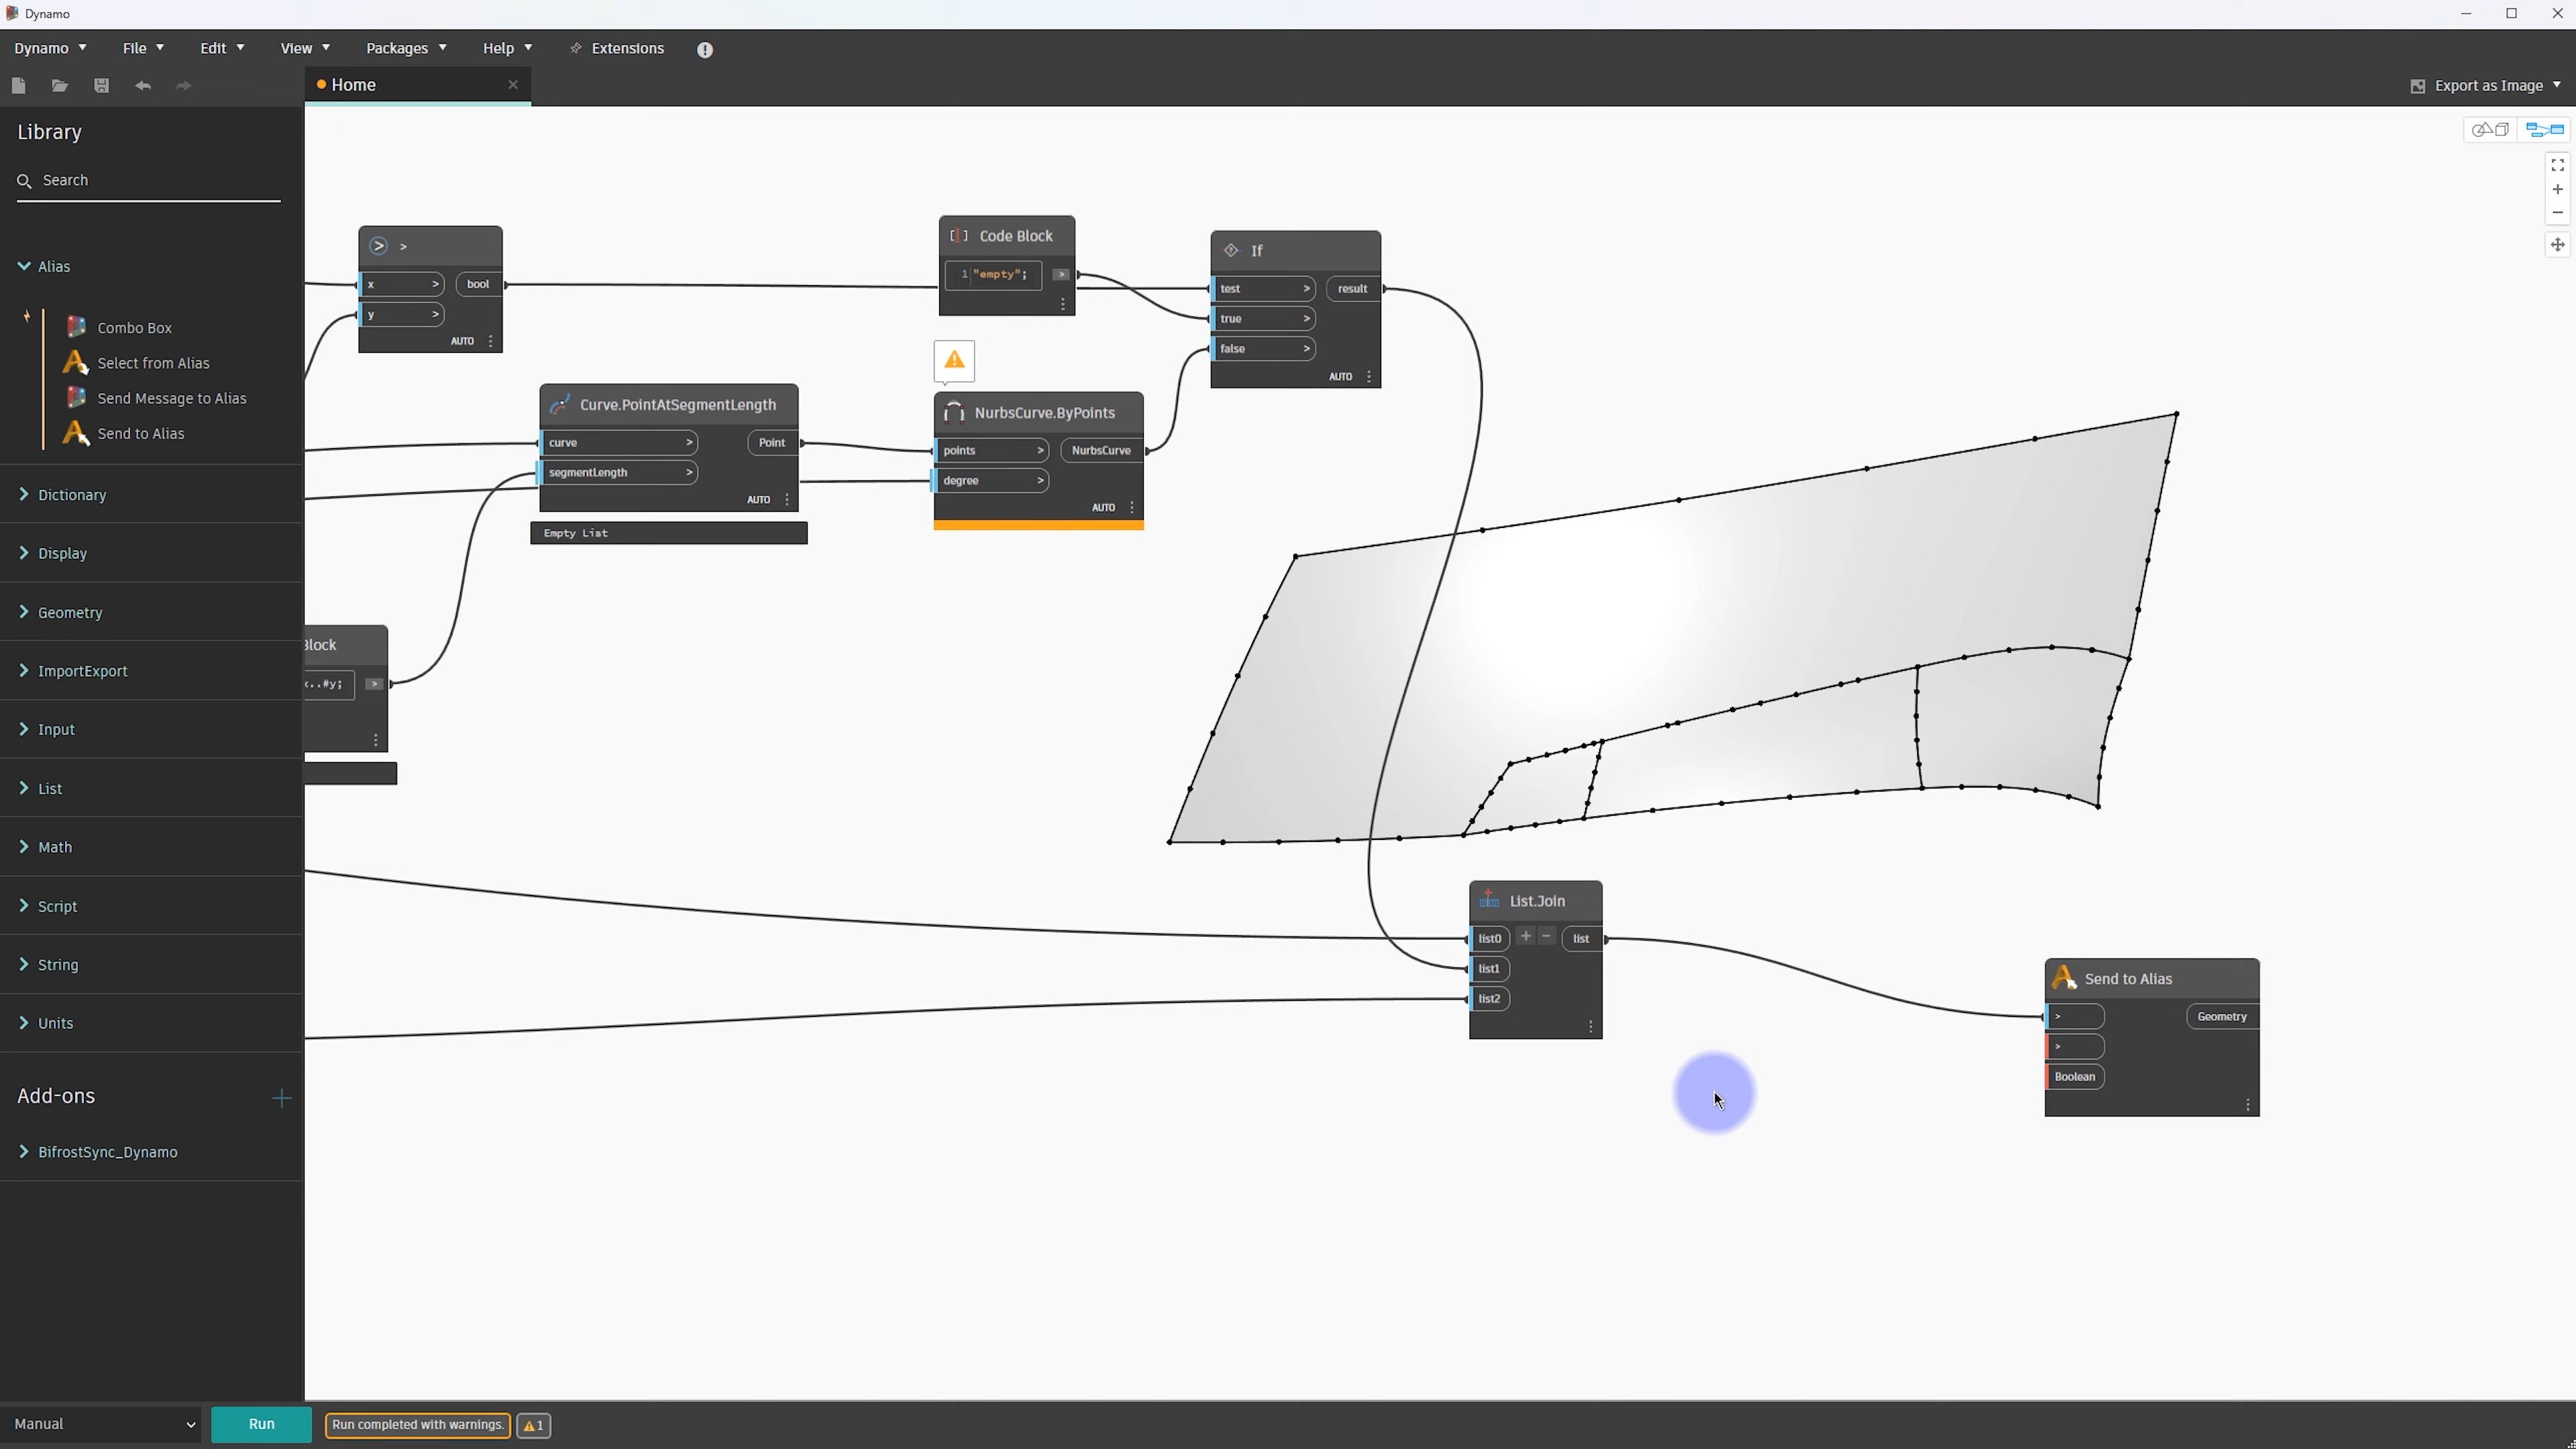 Dynamo
Dynamo File Edit View Packages Help Extensions
Home
Export as Image
Library
Search
Alias
Combo Box
Select from Alias
Send Message to Alias
Send to Alias
Dictionary
Display
Geometry
ImportExport
Input
List
Math
Script
String
Units
Add-ons
BifrostSync_Dynamo
> >
x > bool
y >
AUTO
Code Block
1 "empty"; >
If
test > result
true >
false >
AUTO
Curve.PointAtSegmentLength
curve > Point
segmentLength >
AUTO
Empty List
NurbsCurve.ByPoints
points > NurbsCurve
degree >
AUTO
Block
..#y; >
List.Join
list0 + - list
list1
list2
Send to Alias
> Geometry
>
Boolean
Manual Run Run completed with warnings. 1